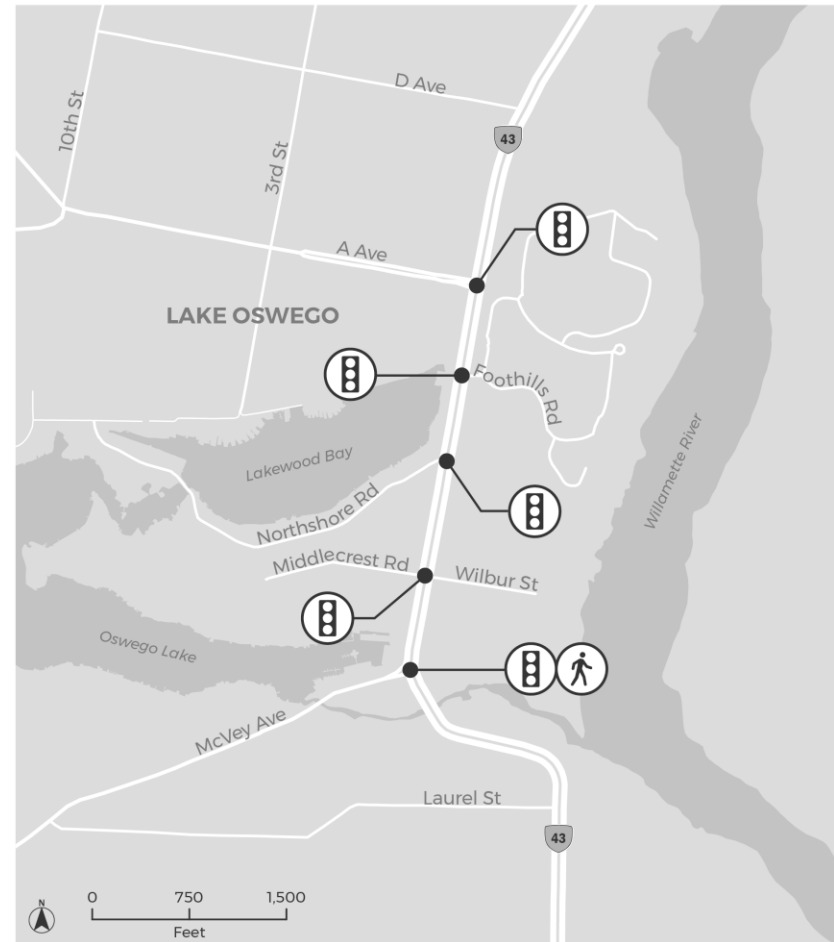 D Ave
10th St
43
3rd St
A Ave
LAKE OSWEGO
Foothills Rd
Lakewood Bay
Willamette River
Northshore Rd
Middlecrest Rd
Wilbur St
Oswego Lake
McVey Ave
Laurel St
43
N
0 750 1,500
Feet